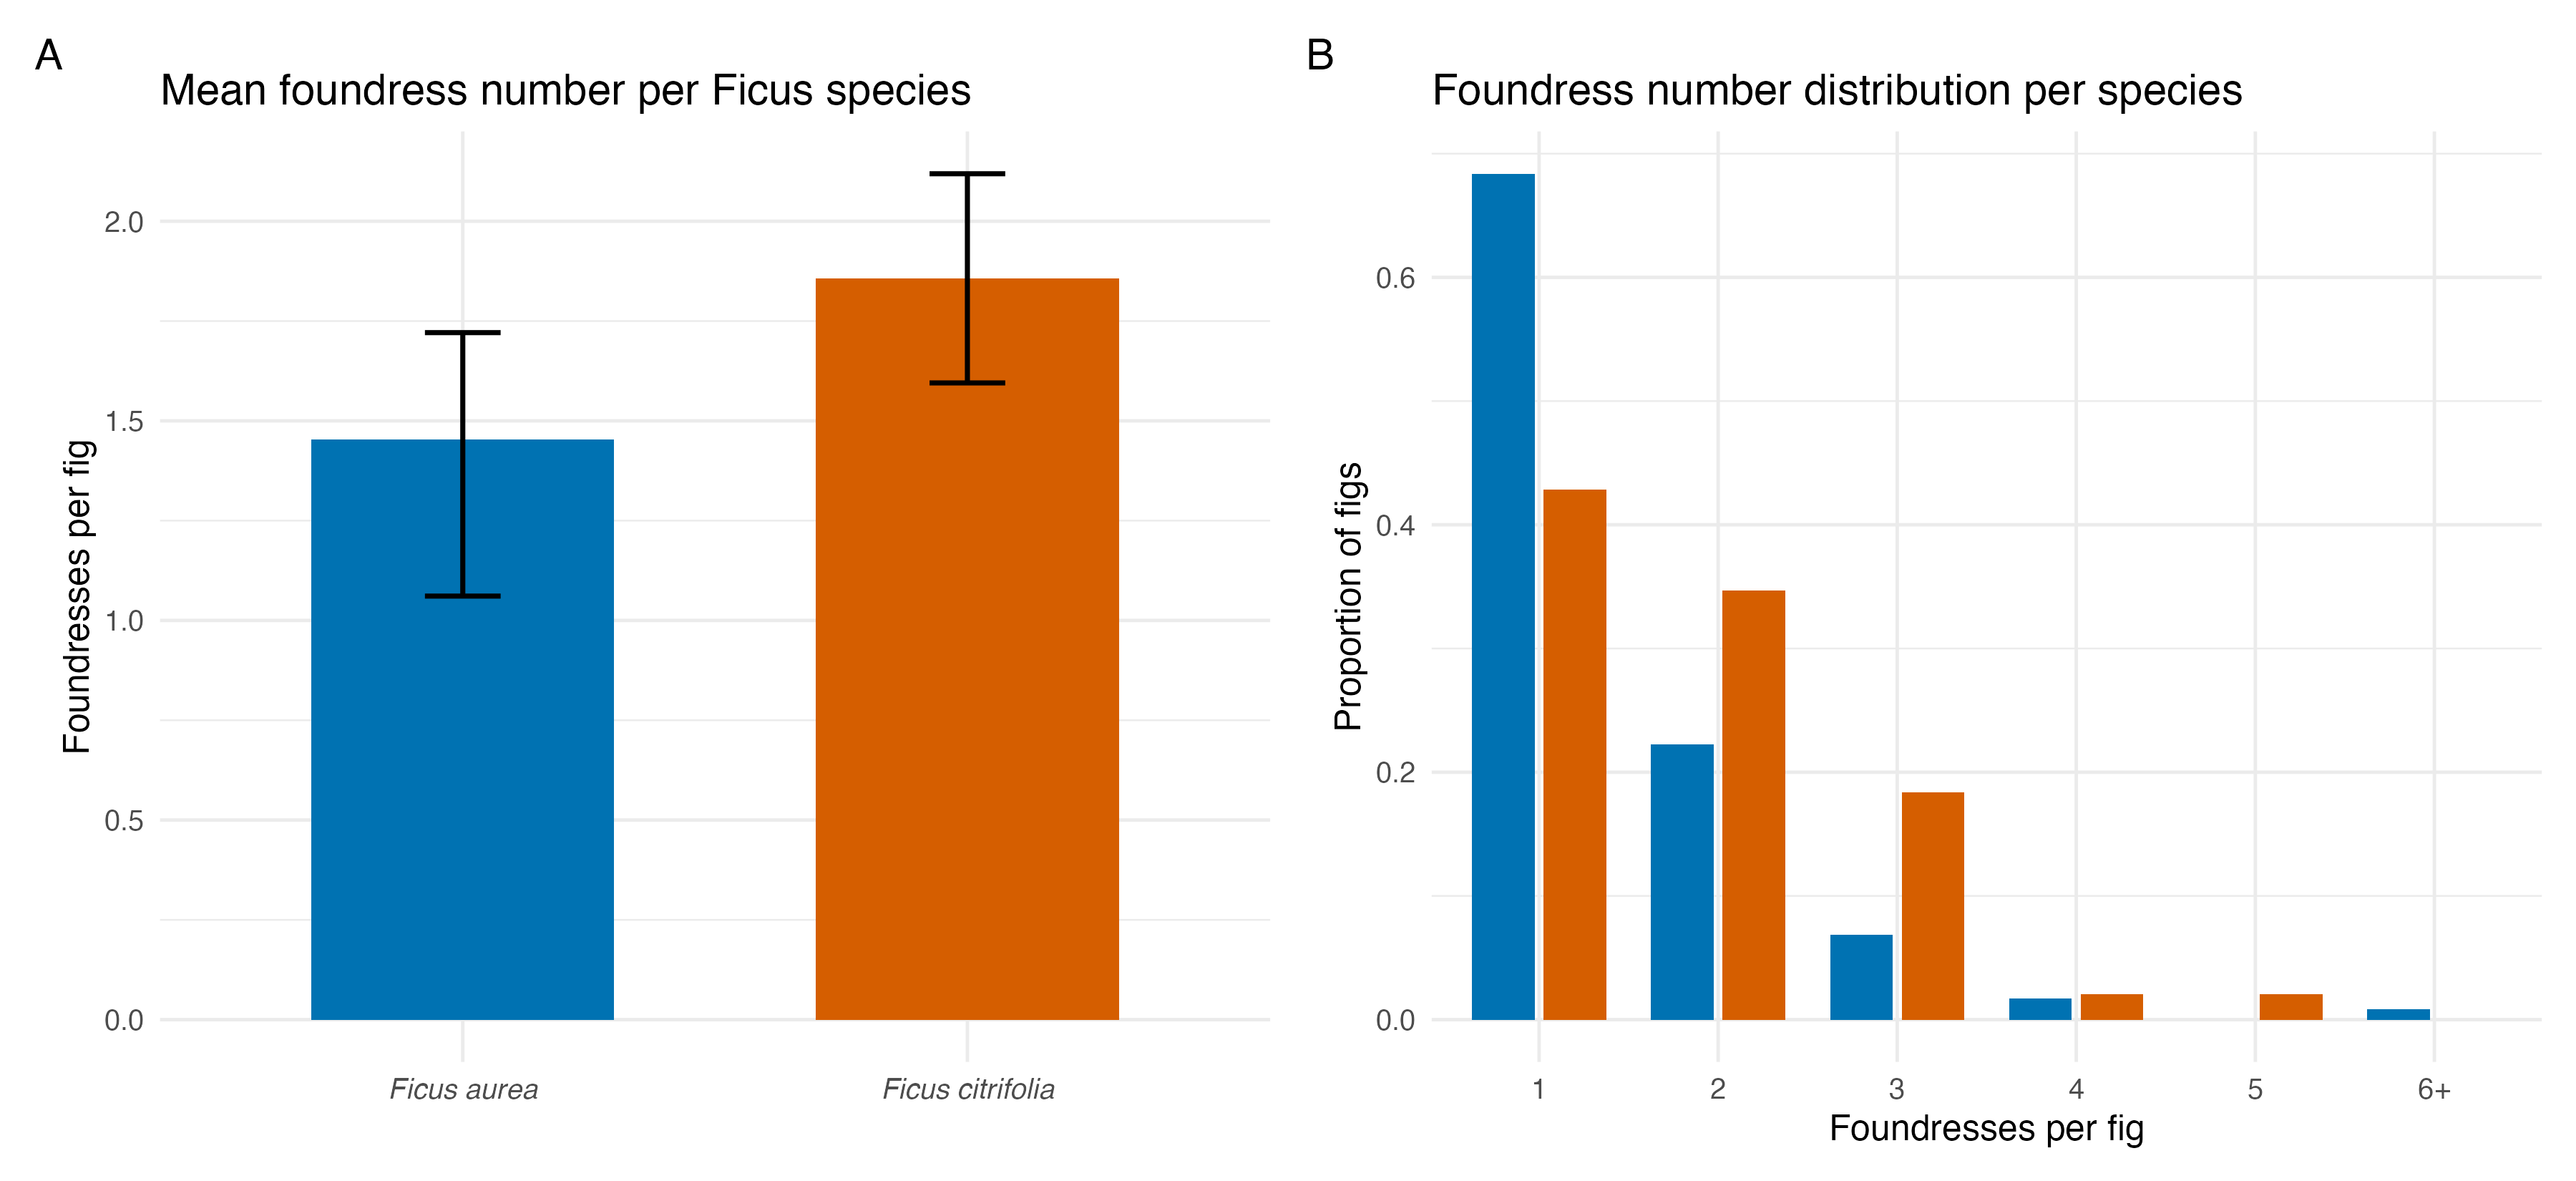 A
Mean foundress number per Ficus species
Foundresses per fig
2.0
1.5
1.0
0.5
0.0
Ficus aurea
Ficus citrifolia
B
Foundress number distribution per species
Proportion of figs
0.6
0.4
0.2
0.0
1
2
3
4
5
6+
Foundresses per fig